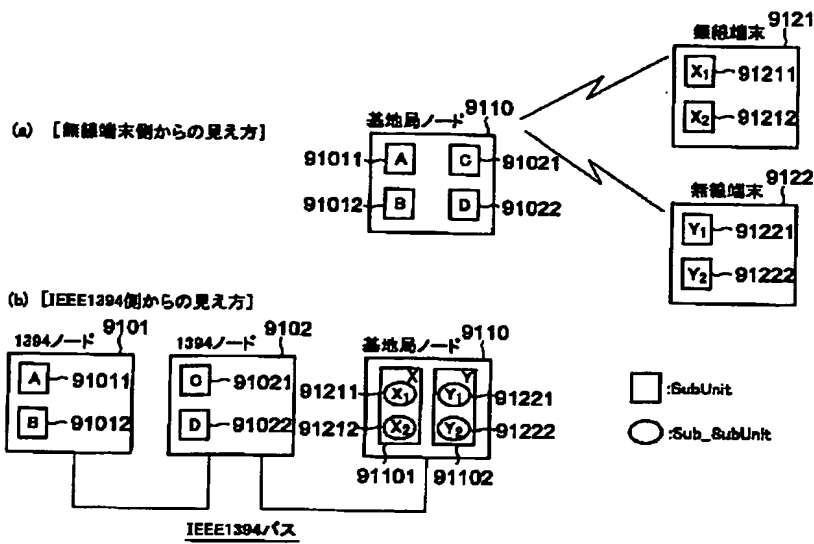 (a) [無線端末側からの見え方]
基地局ノード 9110
91011 A C 91021
91012 B D 91022
無線端末 9121
X1 91211
X2 91212
無線端末 9122
Y1 91221
Y2 91222
(b) [IEEE1394側からの見え方]
1394ノード 9101
A 91011
B 91012
1394ノード 9102
C 91021
D 91022
基地局ノード 9110
X Y
91211 X1 Y1 91221
91212 X2 Y2 91222
91101 91102
IEEE1394バス
:SubUnit
:Sub_SubUnit